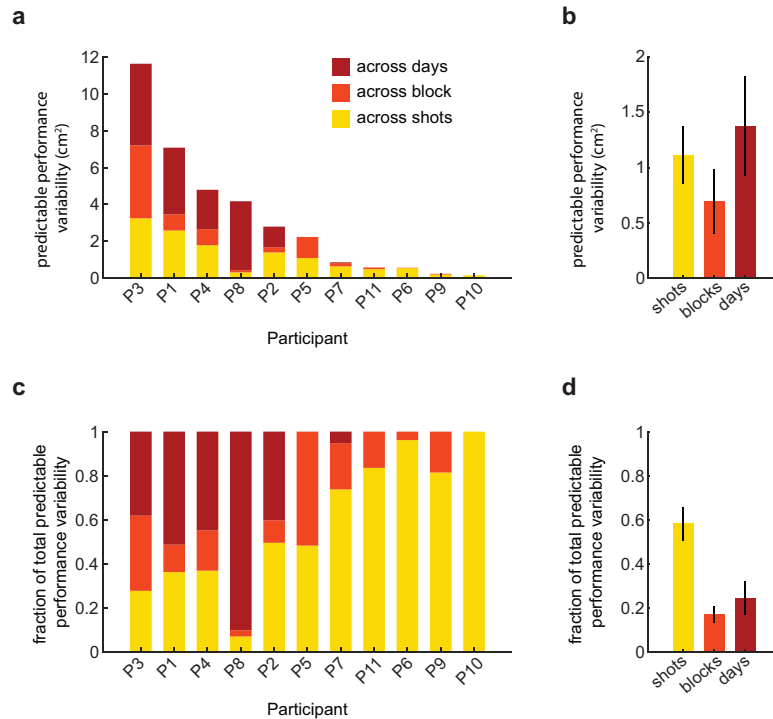 a
predictable performance
variability (cm²)
12
10
8
6
4
2
0
across days
across block
across shots
P3
P1
P4
P8
P2
P5
P7
P11
P6
P9
P10
Participant
b
predictable performance
variability (cm²)
2
1.5
1
0.5
0
shots
blocks
days
c
fraction of total predictable
performance variability
1
0.8
0.6
0.4
0.2
0
P3
P1
P4
P8
P2
P5
P7
P11
P6
P9
P10
Participant
d
fraction of total predictable
performance variability
1
0.8
0.6
0.4
0.2
0
shots
blocks
days